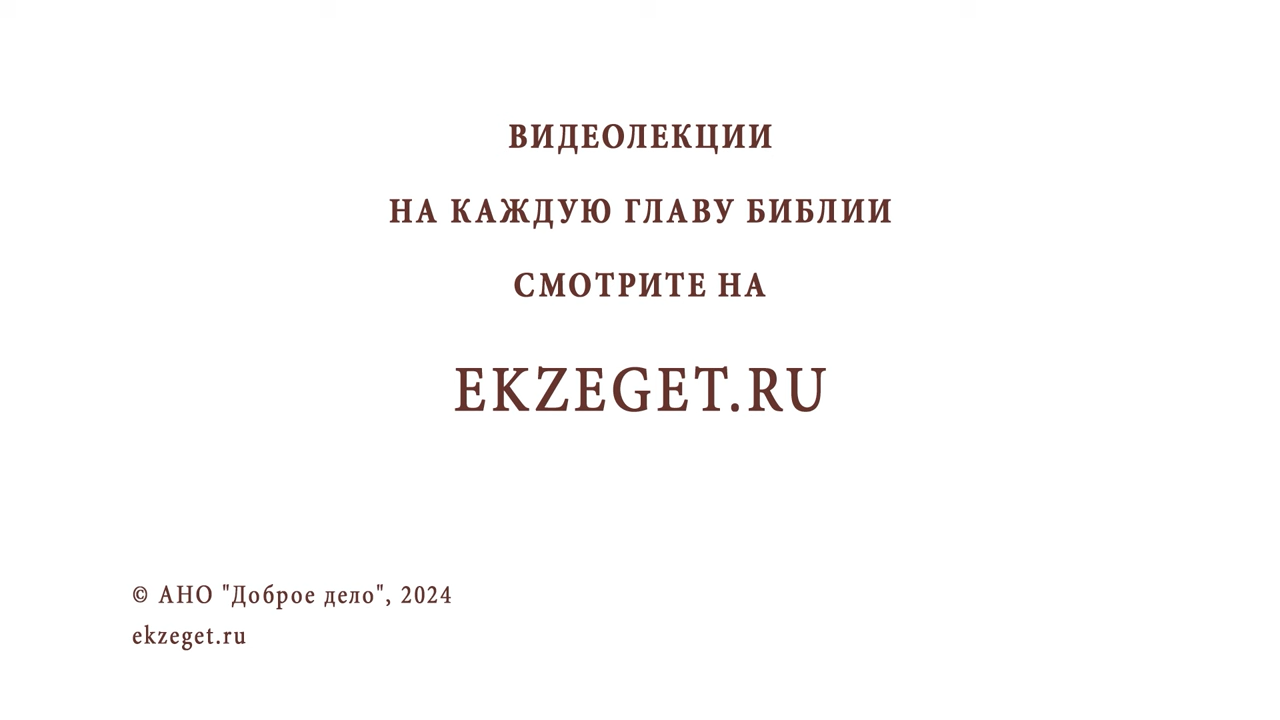 ВИДЕОЛЕКЦИИ
НА КАЖДУЮ ГЛАВУ БИБЛИИ
СМОТРИТЕ НА
EKZEGET.RU
© АНО "Доброе дело", 2024
ekzeget.ru